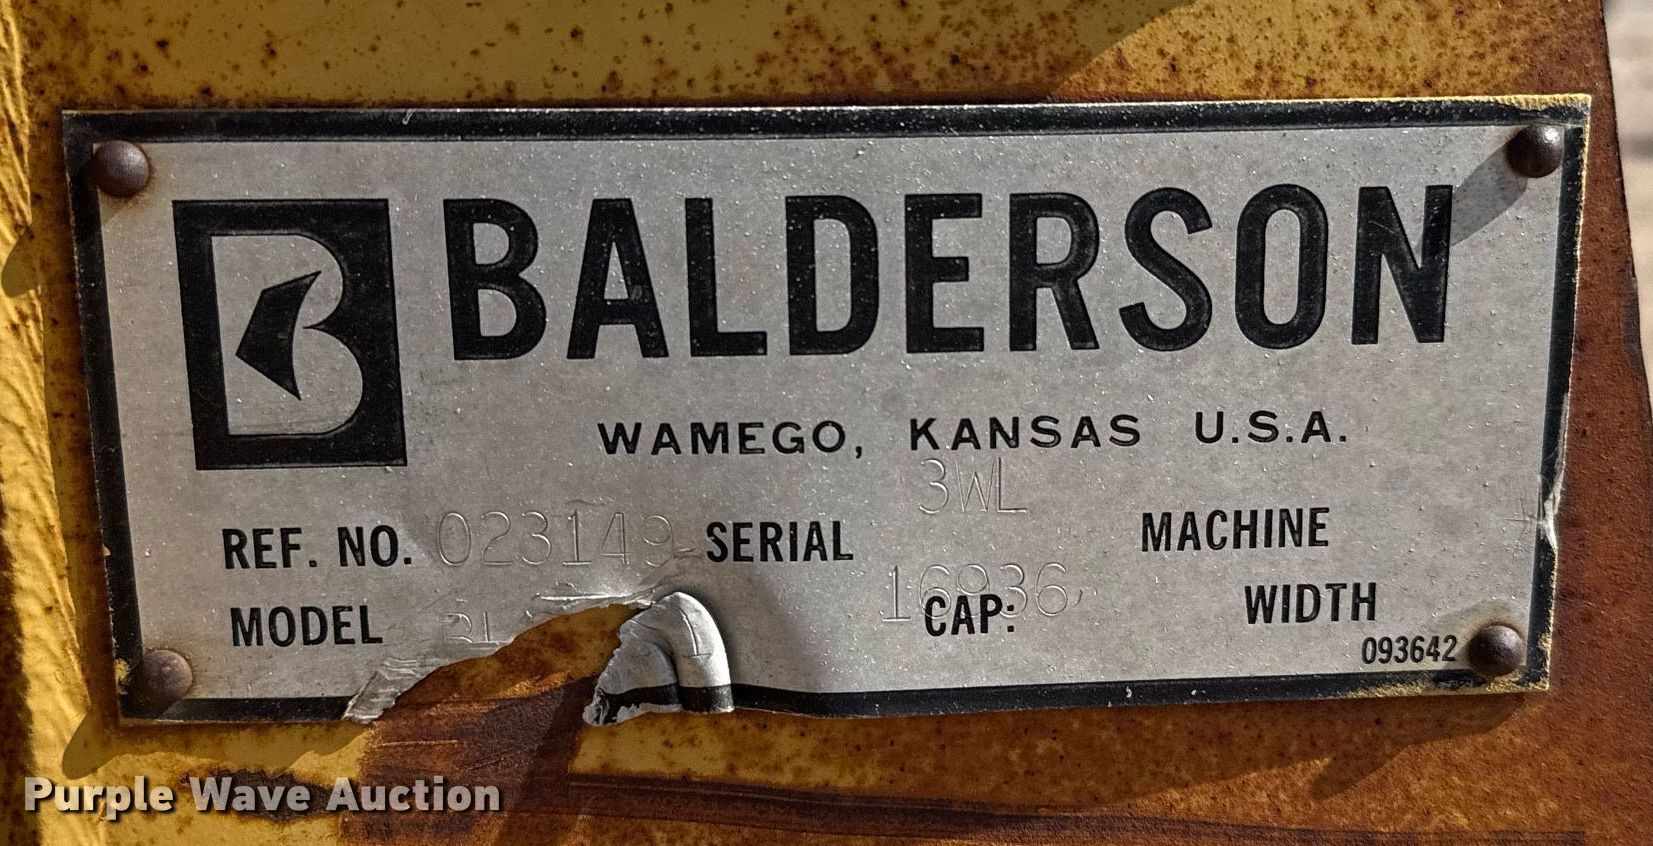 BALDERSON
WAMEGO, KANSAS U.S.A.
3WL
REF. NO. 023149 SERIAL MACHINE
16936
MODEL CAP: WIDTH
093642
Purple Wave Auction